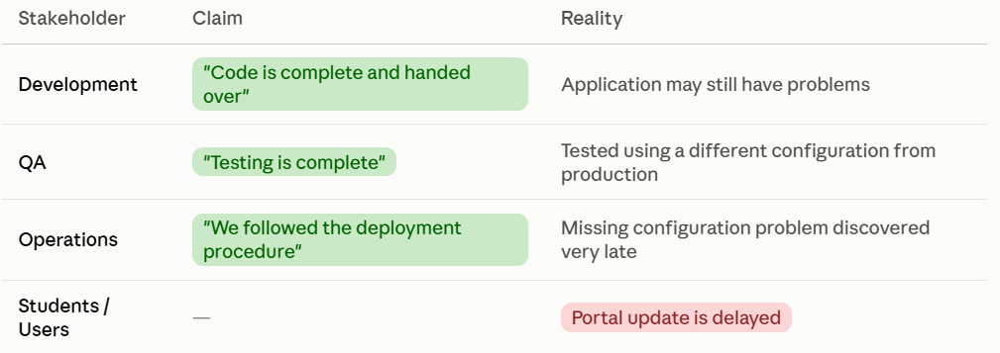 Stakeholder Claim Reality
Development "Code is complete and handed over" Application may still have problems
QA "Testing is complete" Tested using a different configuration from production
Operations "We followed the deployment procedure" Missing configuration problem discovered very late
Students / Users — Portal update is delayed